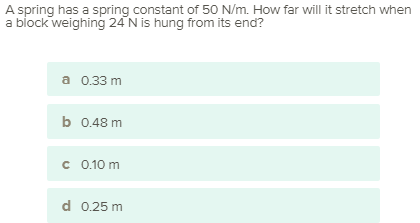 A spring has a spring constant of 50 N/m. How far will it stretch when
a block weighing 24 N is hung from its end?
a 0.33 m
b 0.48 m
c 0.10 m
d 0.25 m